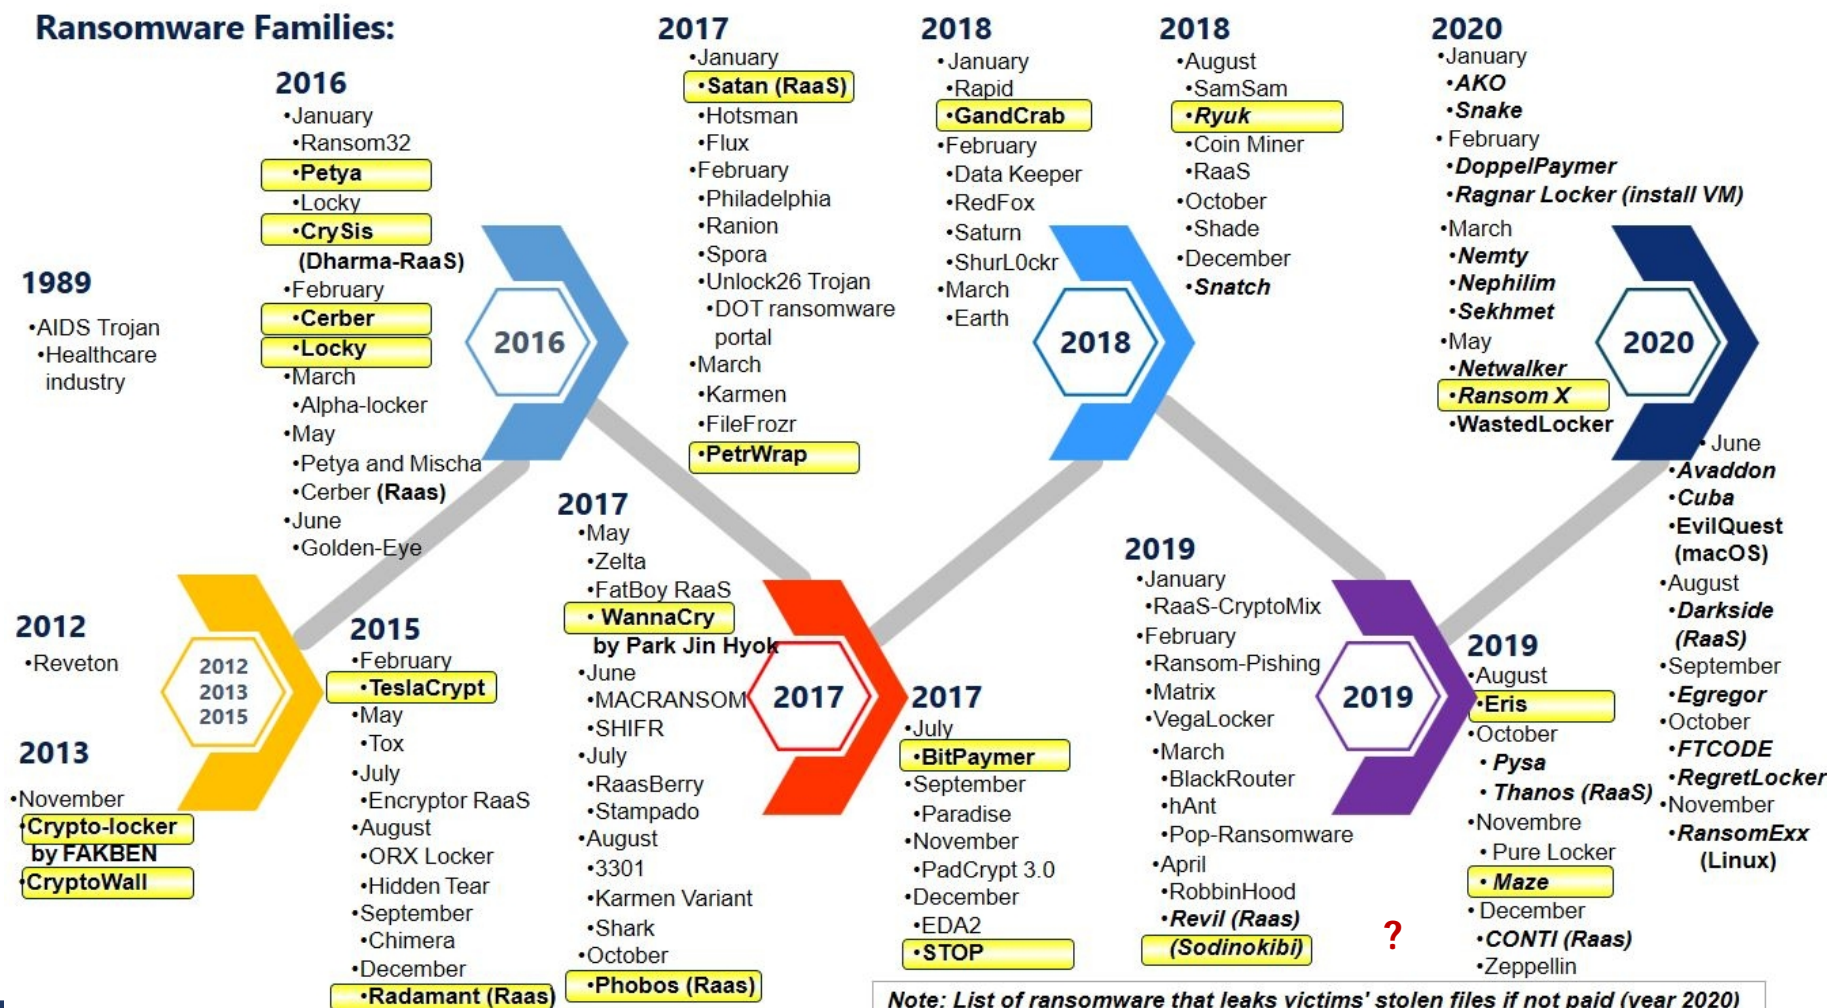 Ransomware Families:
1989
•AIDS Trojan
•Healthcare
industry
2012
•Reveton
2013
•November
•Crypto-locker
by FAKBEN
•CryptoWall
2012
2013
2015
2015
•February
•TeslaCrypt
•May
•Tox
•July
•Encryptor RaaS
•August
•ORX Locker
•Hidden Tear
•September
•Chimera
•December
•Radamant (Raas)
2016
•January
•Ransom32
•Petya
•Locky
•CrySis
(Dharma-RaaS)
•February
•Cerber
•Locky
•March
•Alpha-locker
•May
•Petya and Mischa
•Cerber (Raas)
•June
•Golden-Eye
2016
2017
•January
•Satan (RaaS)
•Hotsman
•Flux
•February
•Philadelphia
•Ranion
•Spora
•Unlock26 Trojan
•DOT ransomware
portal
•March
•Karmen
•FileFrozr
•PetrWrap
2017
•May
•Zelta
•FatBoy RaaS
• WannaCry
by Park Jin Hyok
•June
•MACRANSOM
•SHIFR
•July
•RaasBerry
•Stampado
•August
•3301
•Karmen Variant
•Shark
•October
•Phobos (Raas)
2017
2017
•July
•BitPaymer
•September
•Paradise
•November
•PadCrypt 3.0
•December
•EDA2
•STOP
2018
•January
•Rapid
•GandCrab
•February
•Data Keeper
•RedFox
•Saturn
•ShurL0ckr
•March
•Earth
2018
2018
•August
•SamSam
•Ryuk
•Coin Miner
•RaaS
•October
•Shade
•December
•Snatch
2019
•January
•RaaS-CryptoMix
•February
•Ransom-Pishing
•Matrix
•VegaLocker
•March
•BlackRouter
•hAnt
•Pop-Ransomware
•April
•RobbinHood
•Revil (Raas)
(Sodinokibi)
2019
?
2019
•August
•Eris
•October
• Pysa
• Thanos (RaaS)
•Novembre
• Pure Locker
• Maze
• December
•CONTI (Raas)
•Zeppellin
2020
•January
•AKO
•Snake
• February
•DoppelPaymer
•Ragnar Locker (install VM)
•March
•Nemty
•Nephilim
•Sekhmet
•May
•Netwalker
•Ransom X
•WastedLocker
2020
• June
•Avaddon
•Cuba
•EvilQuest
(macOS)
•August
•Darkside
(RaaS)
•September
•Egregor
•October
•FTCODE
•RegretLocker
•November
•RansomExx
(Linux)
Note: List of ransomware that leaks victims' stolen files if not paid (year 2020)